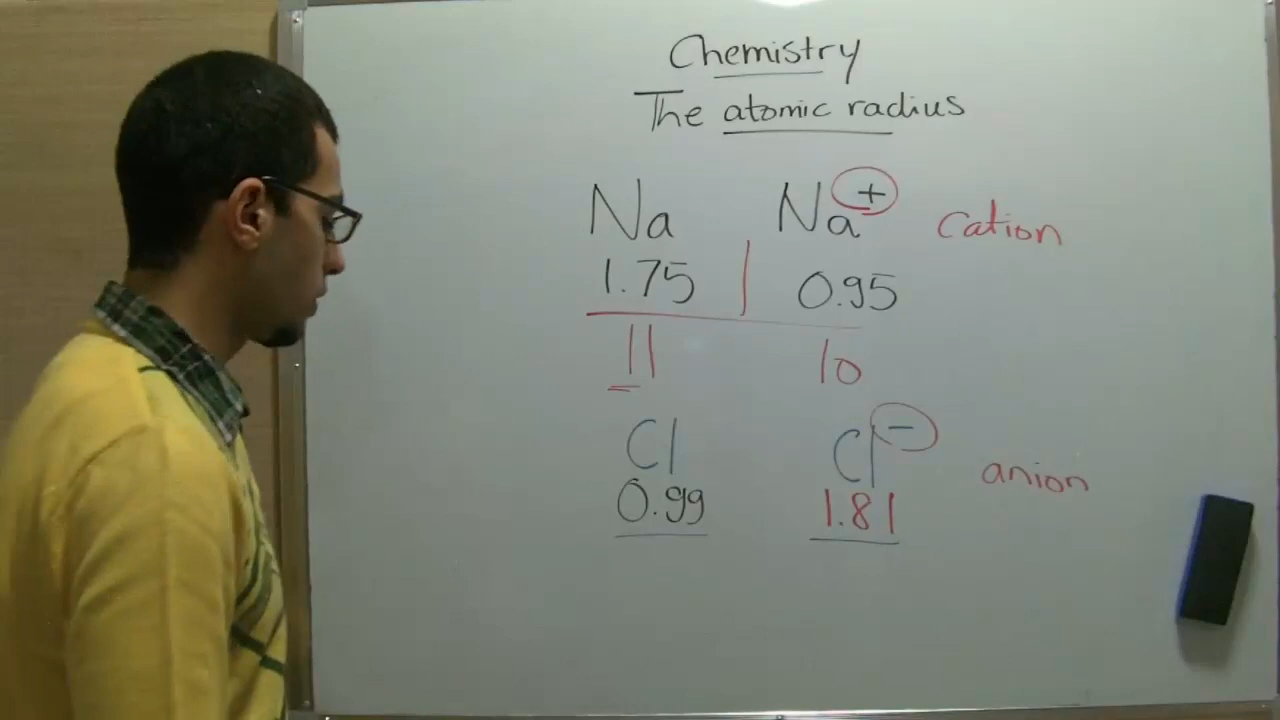 Chemistry
The atomic radius
Na Na+ Cation
1.75 0.95
11 10
Cl Cl- anion
0.99 1.81